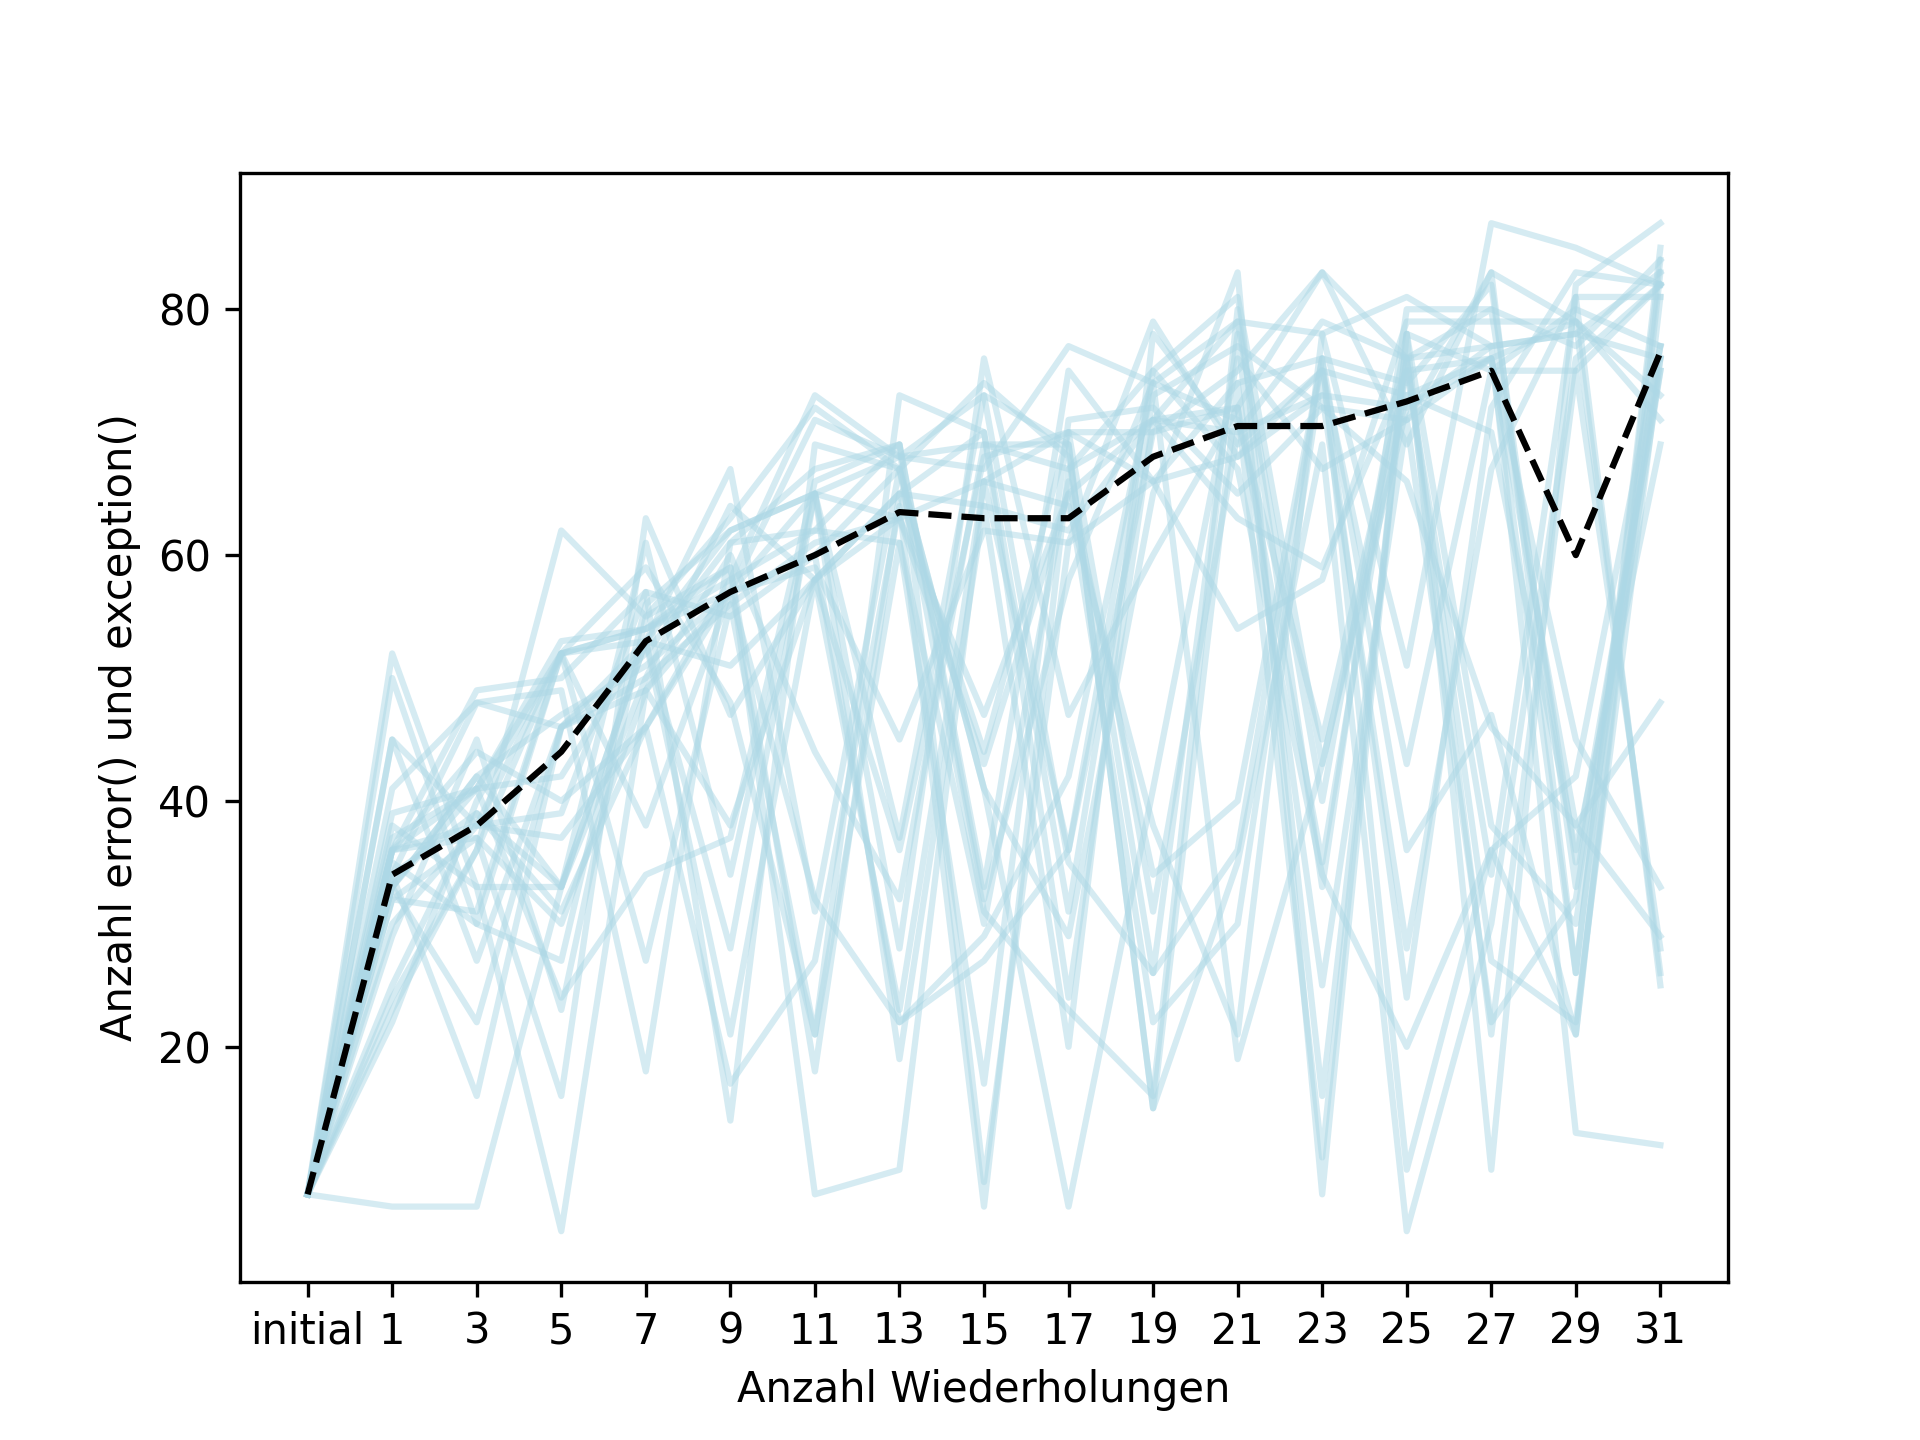 Anzahl error() und exception()
80
60
40
20
initial 1 3 5 7 9 11 13 15 17 19 21 23 25 27 29 31
Anzahl Wiederholungen